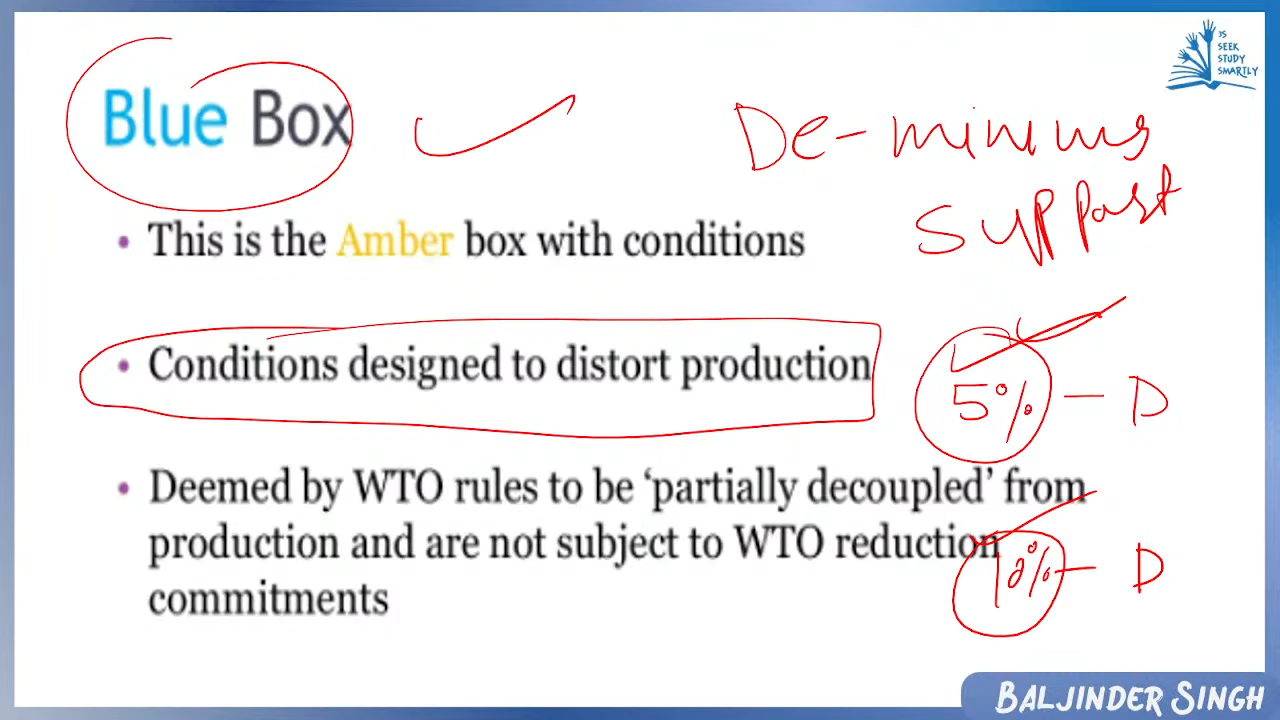 3S
SEEK
STUDY
SMARTLY
Blue Box
De-minimus
support
• This is the Amber box with conditions
• Conditions designed to distort production
5% — D
• Deemed by WTO rules to be ‘partially decoupled’ from
production and are not subject to WTO reduction
commitments
10% — D
BALJINDER SINGH